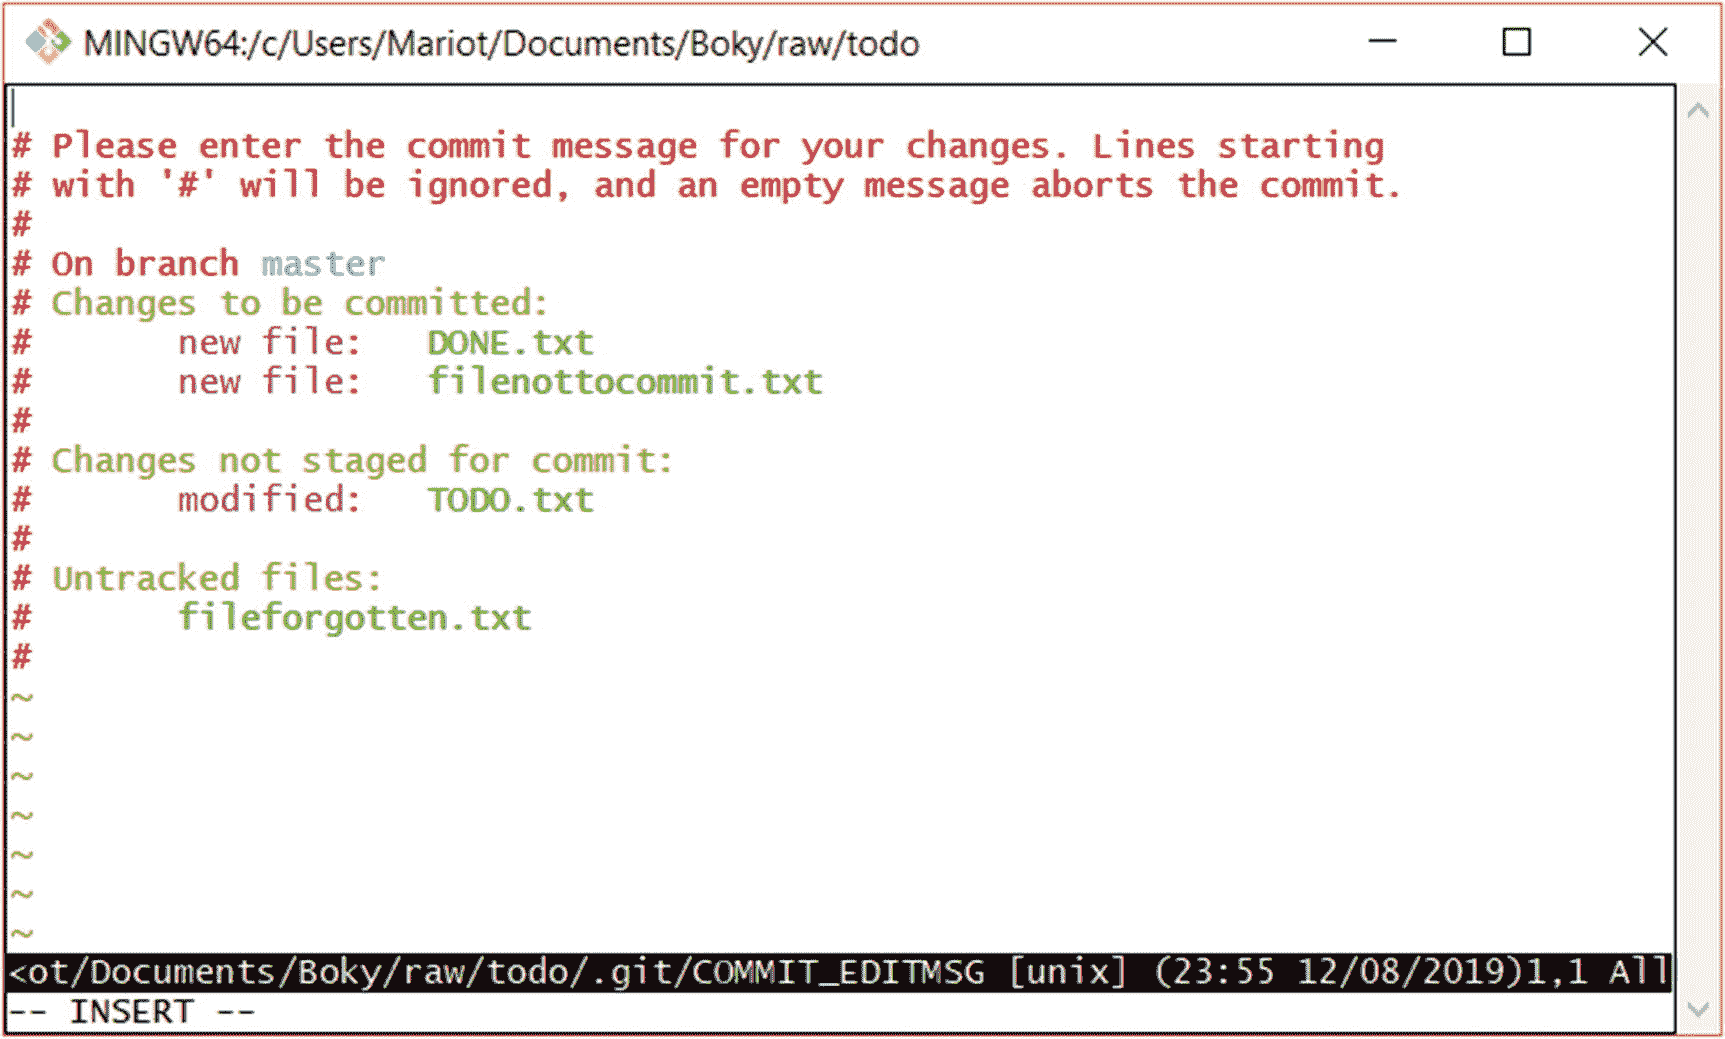 MINGW64:/c/Users/Mariot/Documents/Boky/raw/todo
# Please enter the commit message for your changes. Lines starting
# with '#' will be ignored, and an empty message aborts the commit.
#
# On branch master
# Changes to be committed:
#       new file:   DONE.txt
#       new file:   filenottocommit.txt
#
# Changes not staged for commit:
#       modified:   TODO.txt
#
# Untracked files:
#       fileforgotten.txt
#
~
~
~
~
~
~
~
<ot/Documents/Boky/raw/todo/.git/COMMIT_EDITMSG [unix] (23:55 12/08/2019)1,1 All
-- INSERT --